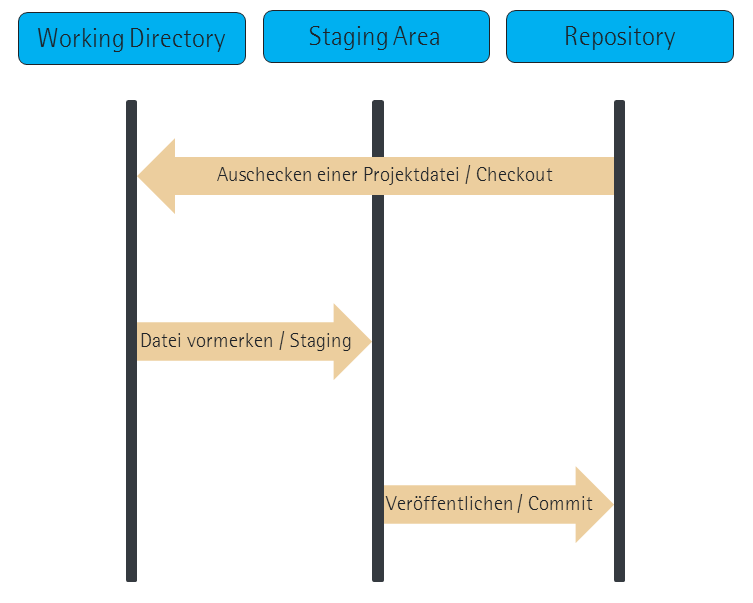 Working Directory
Staging Area
Repository
Auschecken einer Projektdatei / Checkout
Datei vormerken / Staging
Veröffentlichen / Commit